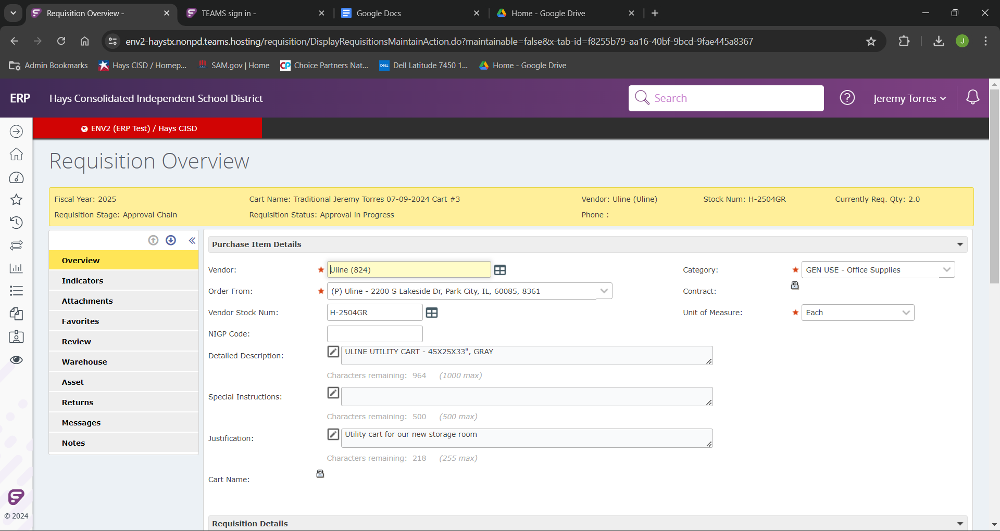 Requisition Overview -
TEAMS sign in -
Google Docs
Home - Google Drive
env2-haystx.nonpd.teams.hosting/requisition/DisplayRequisitionsMaintainAction.do?maintainable=false&x-tab-id=f8255b79-aa16-40bf-9bcd-9fae445a8367
J
Admin Bookmarks
Hays CISD / Homep...
SAM.gov | Home
CP
Choice Partners Nat...
DELL
Dell Latitude 7450 1...
Home - Google Drive
ERP
Hays Consolidated Independent School District
Search
?
Jeremy Torres
ENV2 (ERP Test) / Hays CISD
Requisition Overview
Fiscal Year: 2025
Cart Name: Traditional Jeremy Torres 07-09-2024 Cart #3
Vendor: Uline (Uline)
Stock Num: H-2504GR
Currently Req. Qty: 2.0
Requisition Stage: Approval Chain
Requisition Status: Approval in Progress
Phone :
Overview
Indicators
Attachments
Favorites
Review
Warehouse
Asset
Returns
Messages
Notes
Purchase Item Details
Vendor:
Uline (824)
Category:
GEN USE - Office Supplies
Order From:
(P) Uline - 2200 S Lakeside Dr, Park City, IL, 60085, 8361
Contract:
Vendor Stock Num:
H-2504GR
Unit of Measure:
Each
NIGP Code:
Detailed Description:
ULINE UTILITY CART - 45X25X33", GRAY
Characters remaining: 964 (1000 max)
Special Instructions:
Characters remaining: 500 (500 max)
Justification:
Utility cart for our new storage room
Characters remaining: 218 (255 max)
Cart Name:
Requisition Details
© 2024